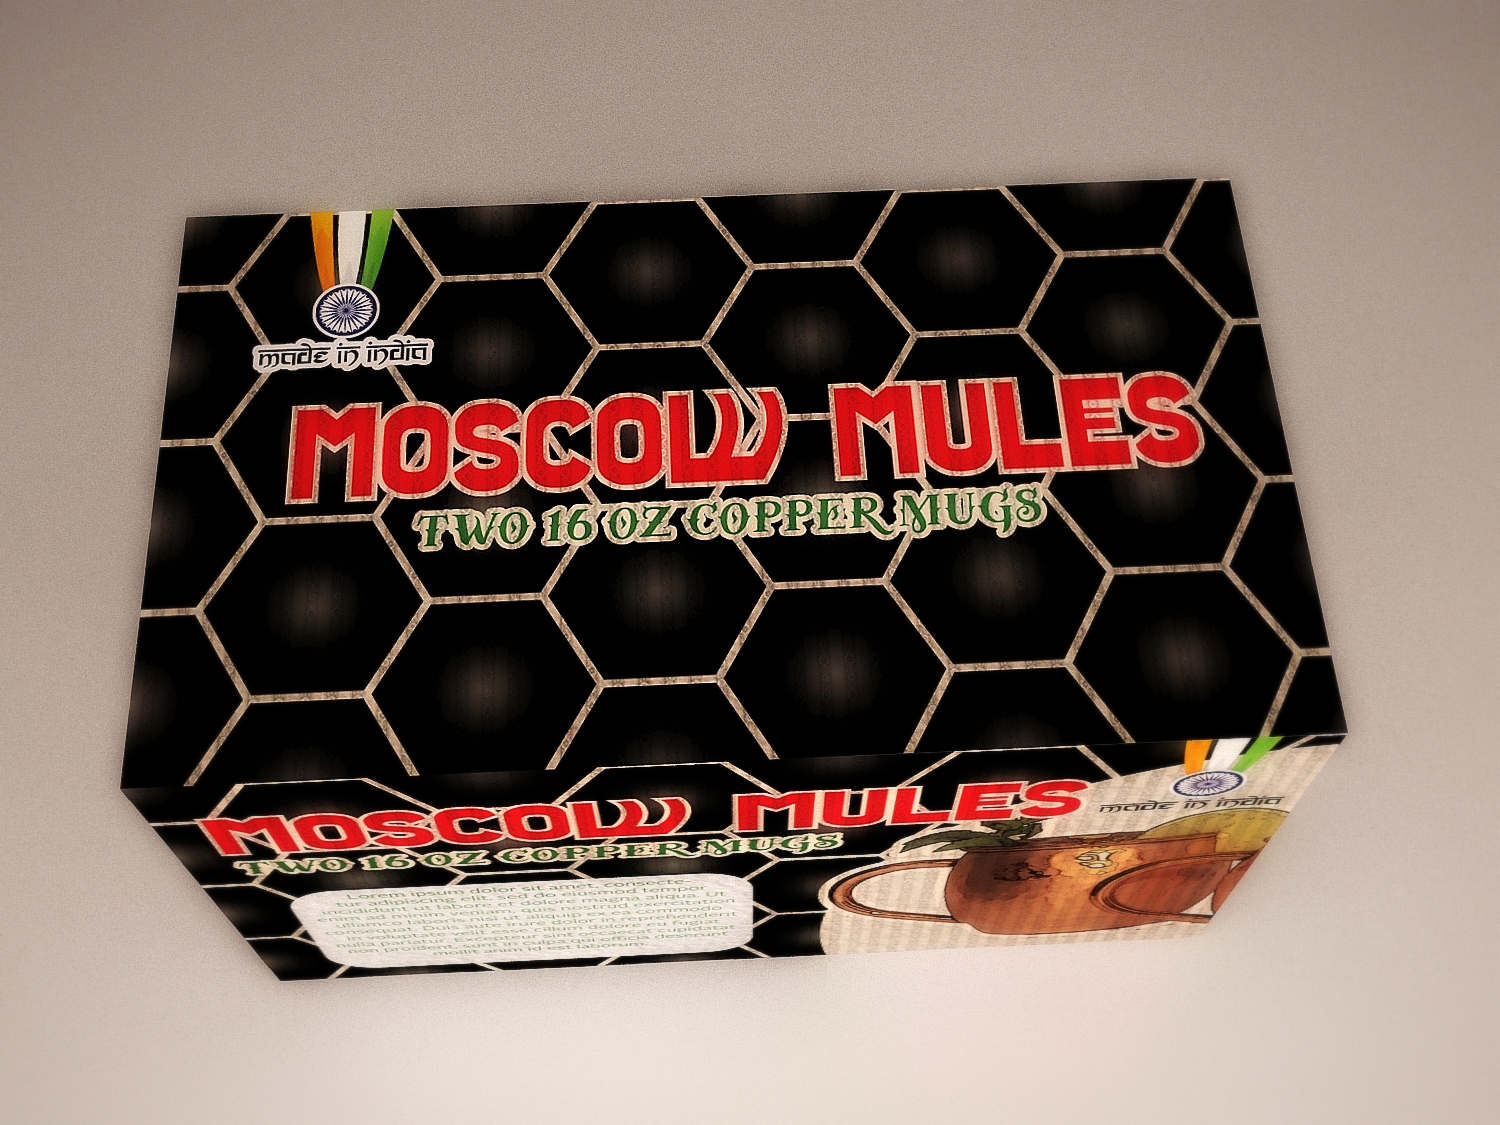 made in india
MOSCOW MULES
TWO 16 OZ COPPER MUGS
MOSCOW MULES
TWO 16 OZ COPPER MUGS
made in india
Lorem ipsum dolor sit amet, consecte-
tur adipiscing elit, sed do eiusmod tempor
incididunt ut labore et dolore magna aliqua. Ut
enim ad minim veniam, quis nostrud exercitation
ullamco laboris nisi ut aliquip ex ea commodo
consequat. Duis aute irure dolor in reprehenderit
in voluptate velit esse cillum dolore eu fugiat
nulla pariatur. Excepteur sint occaecat cupidatat
non proident, sunt in culpa qui officia deserunt
mollit anim id est laborum.